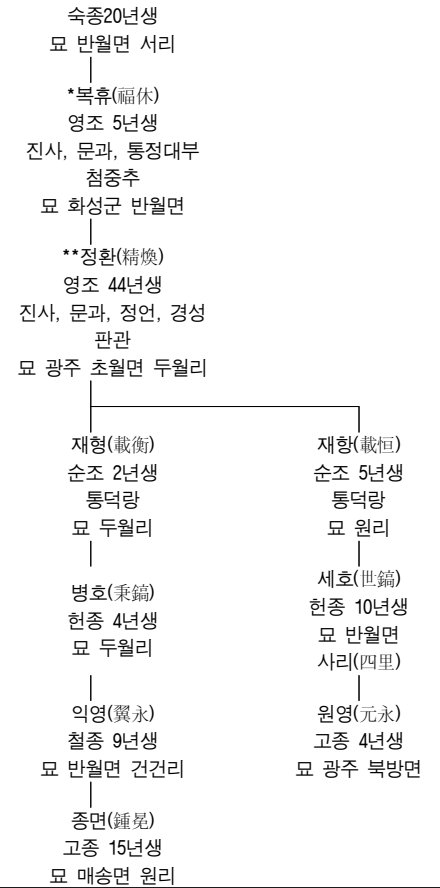 숙종20년생
묘 반월면 서리
*복휴(福休)
영조 5년생
진사, 문과, 통정대부
첨중추
묘 화성군 반월면
**정환(精煥)
영조 44년생
진사, 문과, 정언, 경성
판관
묘 광주 초월면 두월리
재형(載衡)
순조 2년생
통덕랑
묘 두월리
병호(秉鎬)
헌종 4년생
묘 두월리
익영(翼永)
철종 9년생
묘 반월면 건건리
종면(鍾冕)
고종 15년생
묘 매송면 원리
재항(載恒)
순조 5년생
통덕랑
묘 원리
세호(世鎬)
헌종 10년생
묘 반월면
사리(四里)
원영(元永)
고종 4년생
묘 광주 북방면